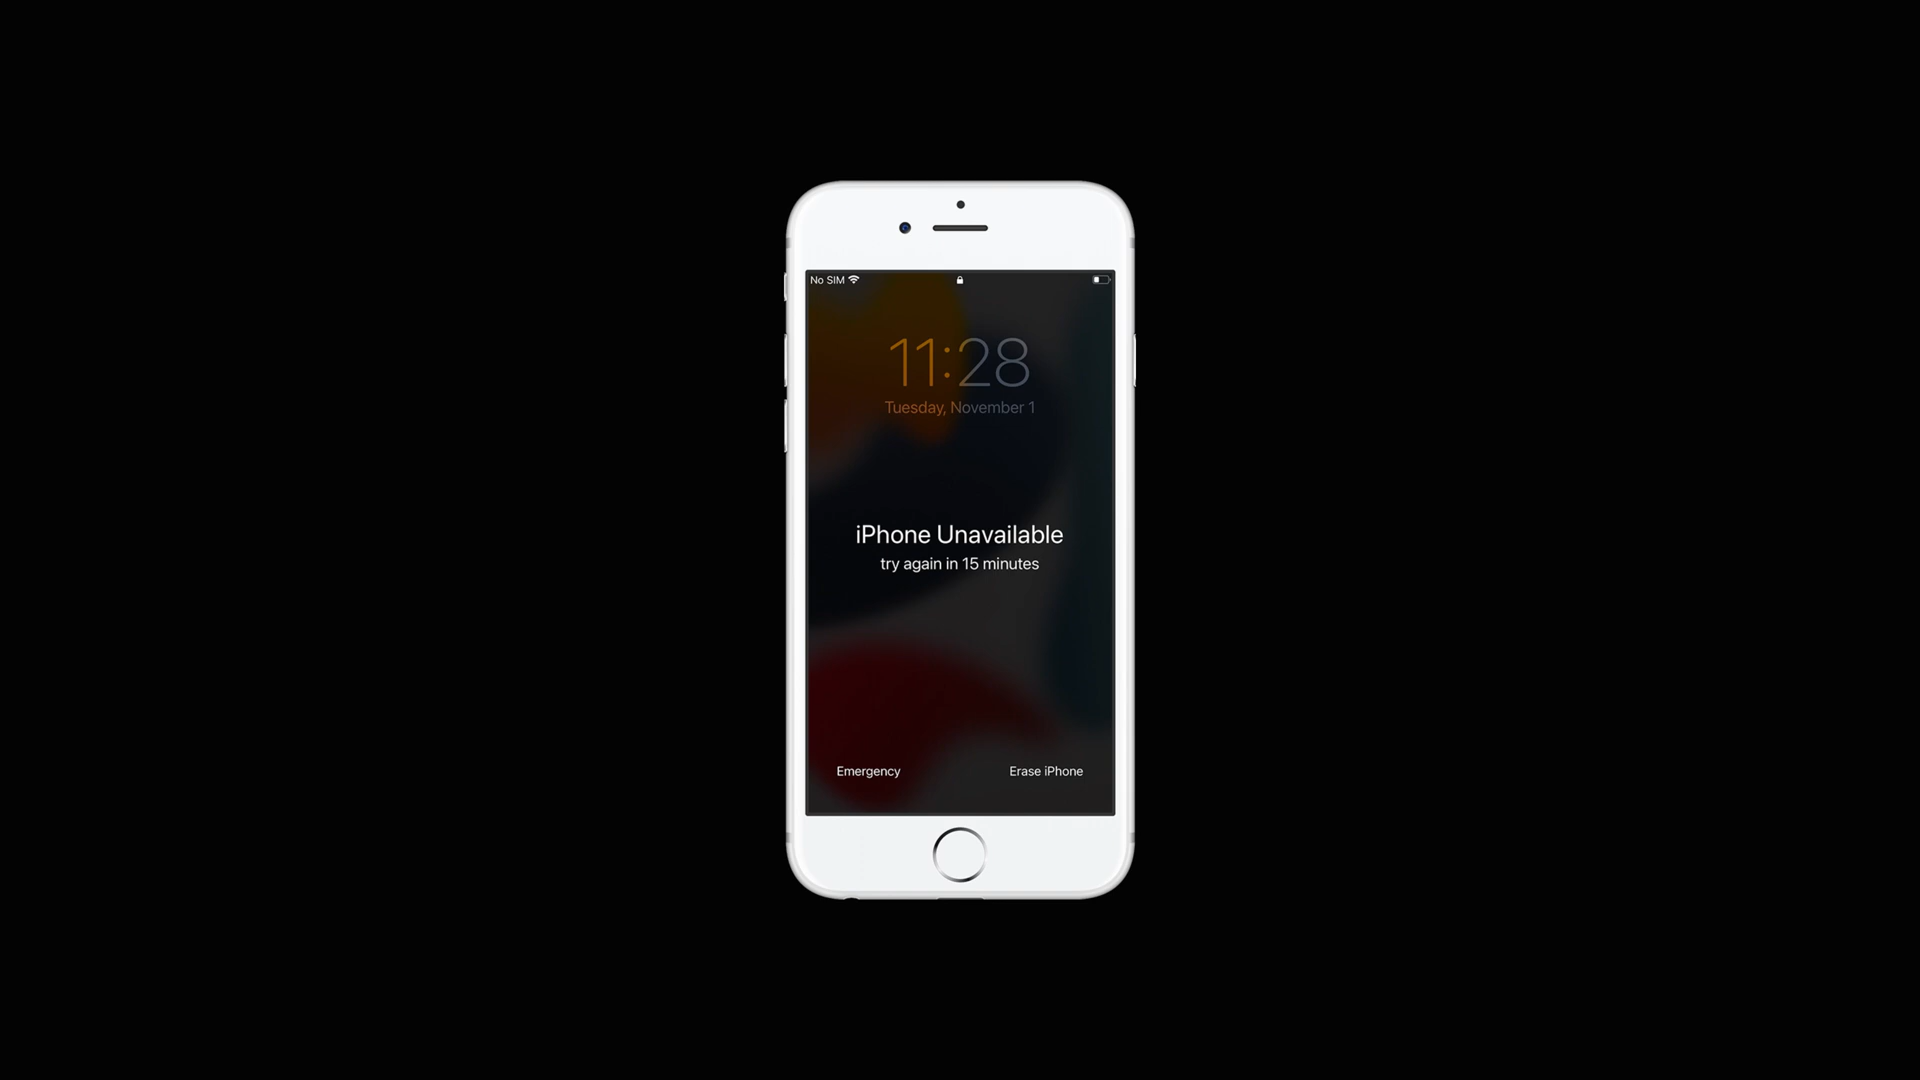 No SIM
11:28
Tuesday, November 1
iPhone Unavailable
try again in 15 minutes
Emergency
Erase iPhone